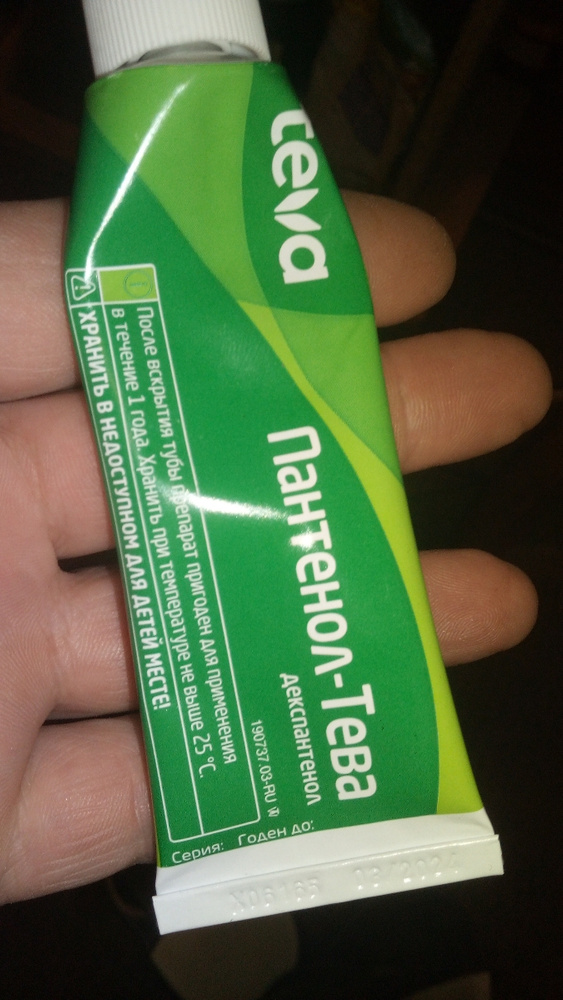 teva
Пантенол-Тева
декспантенол
190737.03-RU
После вскрытия тубы препарат пригоден для применения
в течение 1 года. Хранить при температуре не выше 25 °C.
ХРАНИТЬ В НЕДОСТУПНОМ ДЛЯ ДЕТЕЙ МЕСТЕ!
Серия: Годен до: